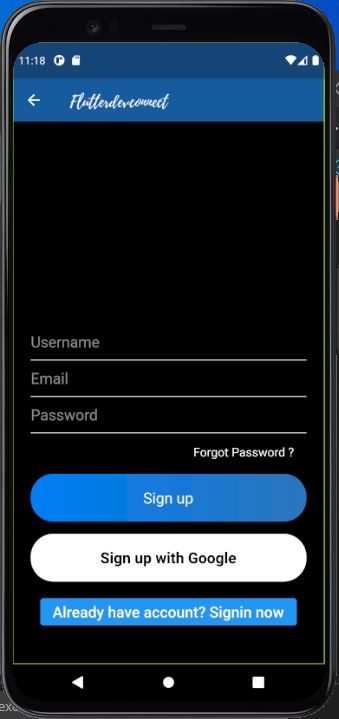 11:18
Flutterdevconnect
Username
Email
Password
Forgot Password ?
Sign up
Sign up with Google
Already have account? Signin now